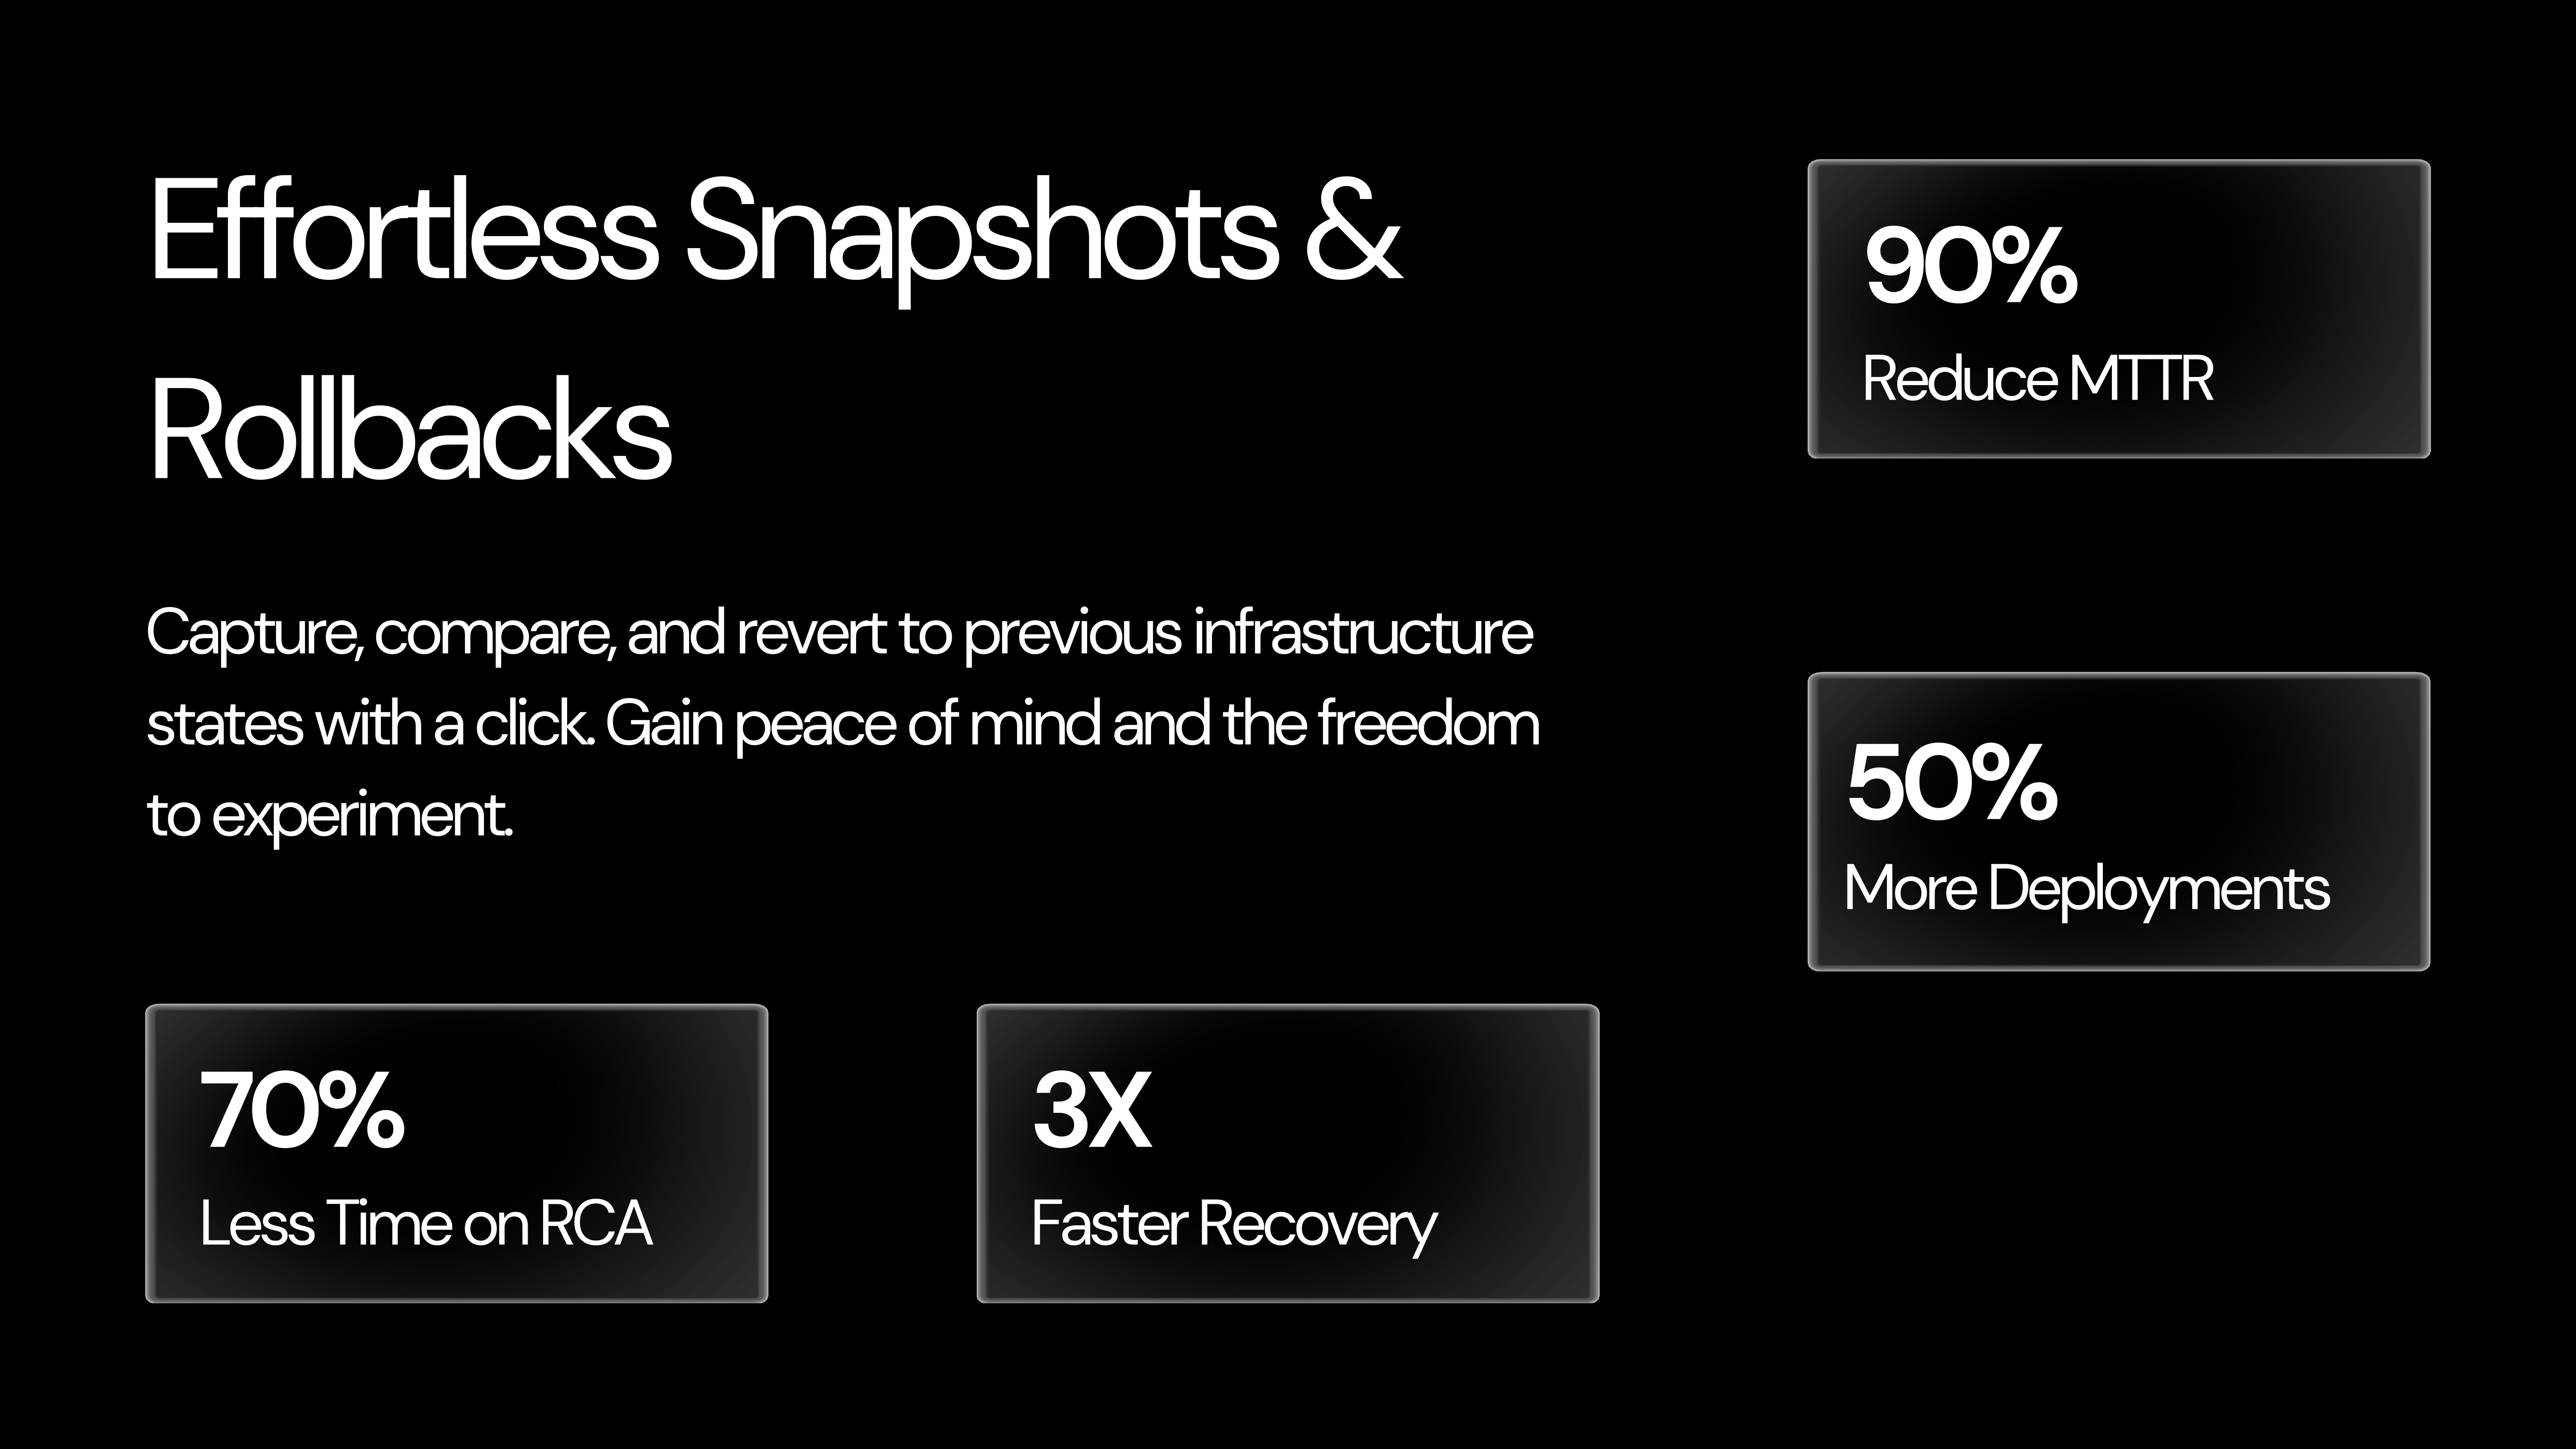 Effortless Snapshots &
Rollbacks
Capture, compare, and revert to previous infrastructure
states with a click. Gain peace of mind and the freedom
to experiment.
90%
Reduce MTTR
50%
More Deployments
70%
Less Time on RCA
3X
Faster Recovery